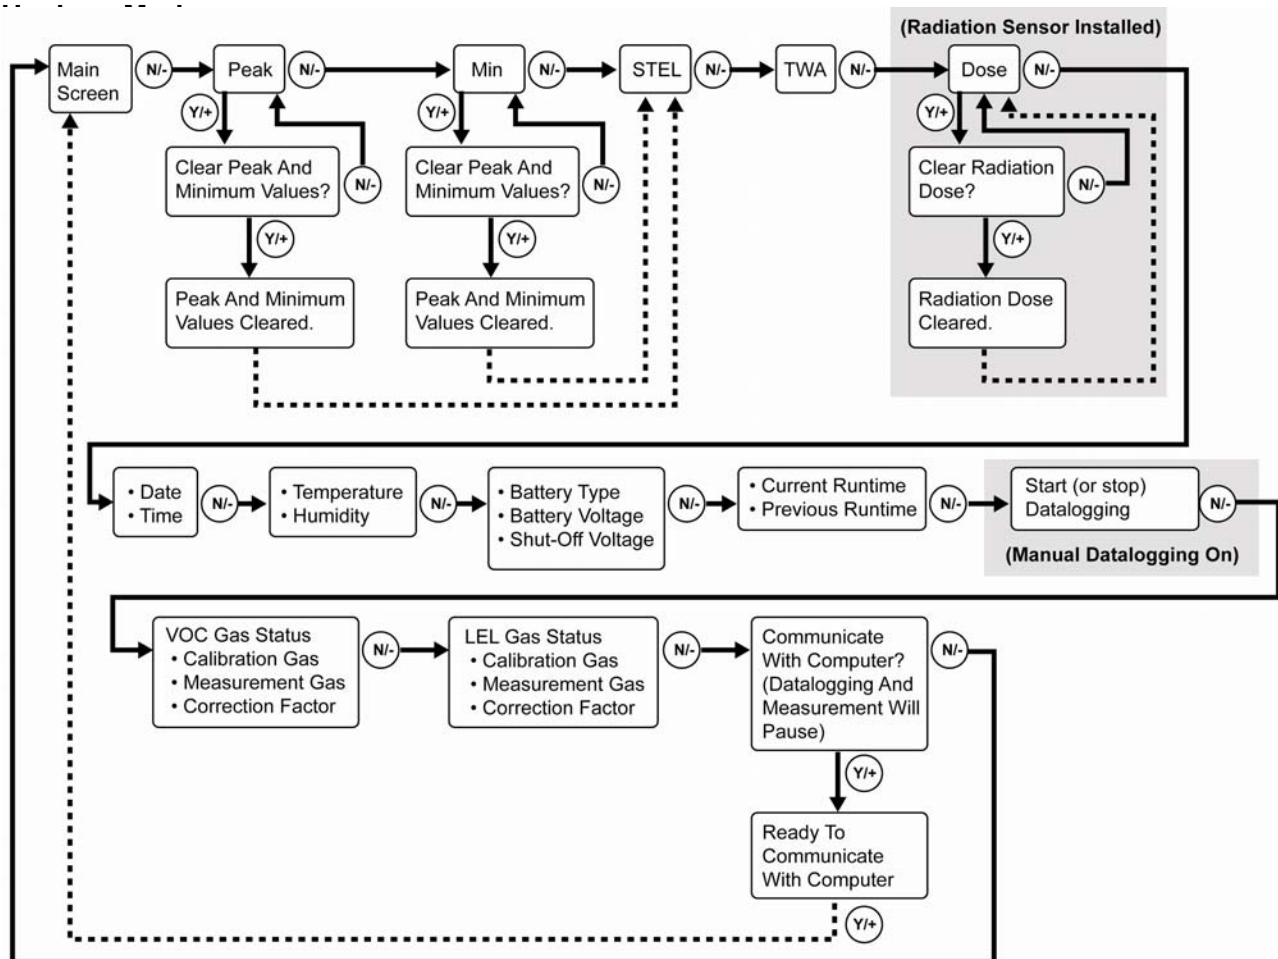 (Radiation Sensor Installed)
Main
Screen
N/-
Peak
N/-
Min
N/-
STEL
N/-
TWA
N/-
Dose
N/-
Y/+
Y/+
Y/+
Clear Peak And
Minimum Values?
N/-
Clear Peak And
Minimum Values?
N/-
Clear Radiation
Dose?
N/-
Y/+
Y/+
Y/+
Peak And Minimum
Values Cleared.
Peak And Minimum
Values Cleared.
Radiation Dose
Cleared.
• Date
• Time
N/-
• Temperature
• Humidity
N/-
• Battery Type
• Battery Voltage
• Shut-Off Voltage
N/-
• Current Runtime
• Previous Runtime
N/-
Start (or stop)
Datalogging
N/-
(Manual Datalogging On)
VOC Gas Status
• Calibration Gas
• Measurement Gas
• Correction Factor
N/-
LEL Gas Status
• Calibration Gas
• Measurement Gas
• Correction Factor
N/-
Communicate
With Computer?
(Datalogging And
Measurement Will
Pause)
N/-
Y/+
Ready To
Communicate
With Computer
Y/+